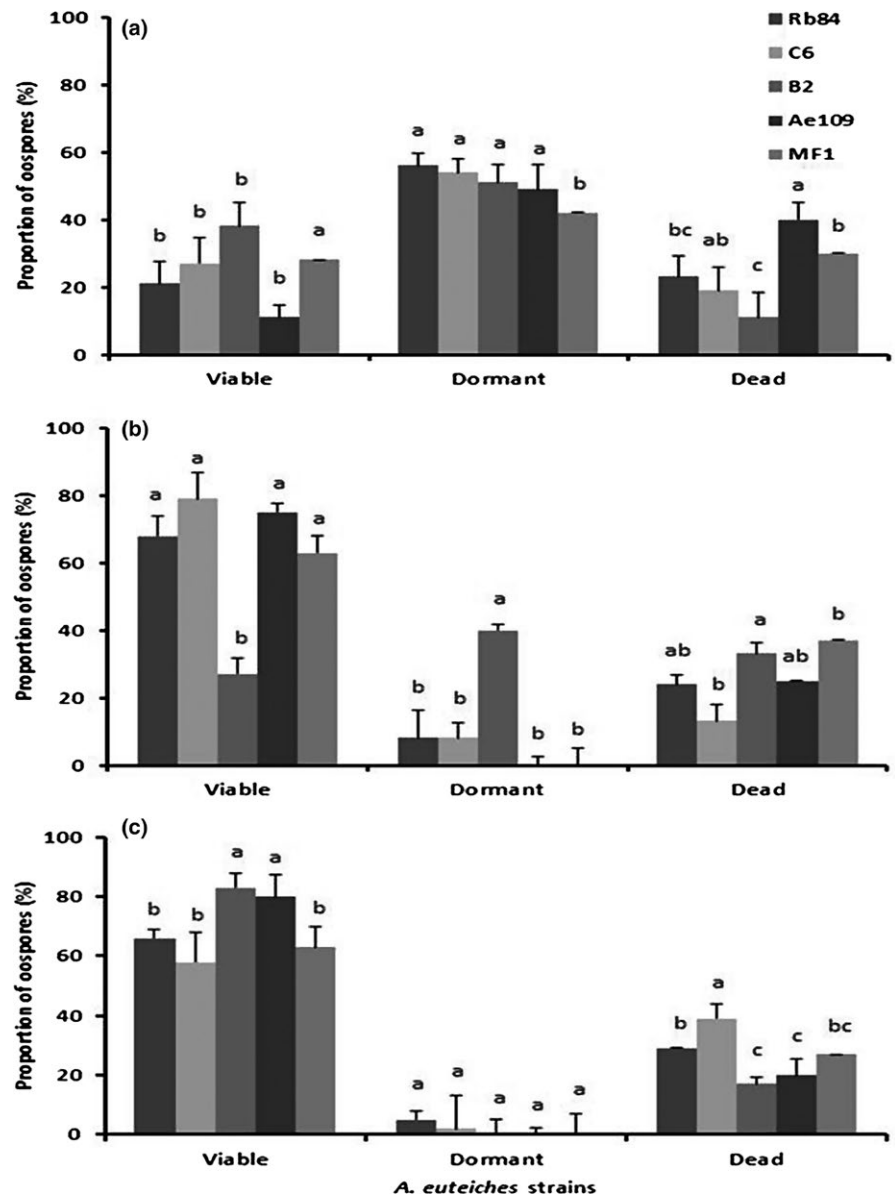 (a)
Proportion of oospores (%)
100
80
60
40
20
0
b b b b a
a a a a b
bc ab c a b
Viable Dormant Dead
Rb84
C6
B2
Ae109
MF1
(b)
Proportion of oospores (%)
100
80
60
40
20
0
a a b a a
b b a b b
ab b a ab b
Viable Dormant Dead
(c)
Proportion of oospores (%)
100
80
60
40
20
0
b b a a b
a a a a a
b a c c bc
Viable Dormant Dead
A. euteiches strains